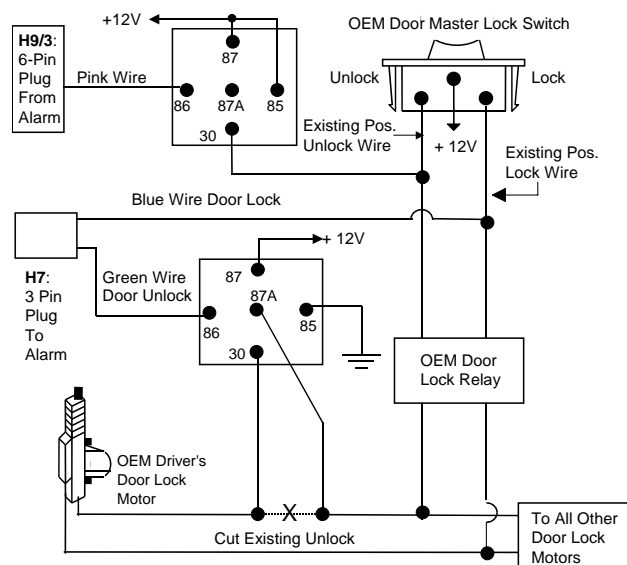 OEM Door Master Lock Switch
+12V
H9/3:
6-Pin
Plug
From
Alarm
Pink Wire
87
86
87A
85
30
Unlock
Lock
+ 12V
Existing Pos.
Unlock Wire
Existing Pos.
Lock Wire
Blue Wire Door Lock
+ 12V
H7:
3 Pin
Plug
To
Alarm
Green Wire
Door Unlock
87
87A
86
85
30
OEM Door
Lock Relay
OEM Driver's
Door Lock
Motor
X
Cut Existing Unlock
To All Other
Door Lock
Motors